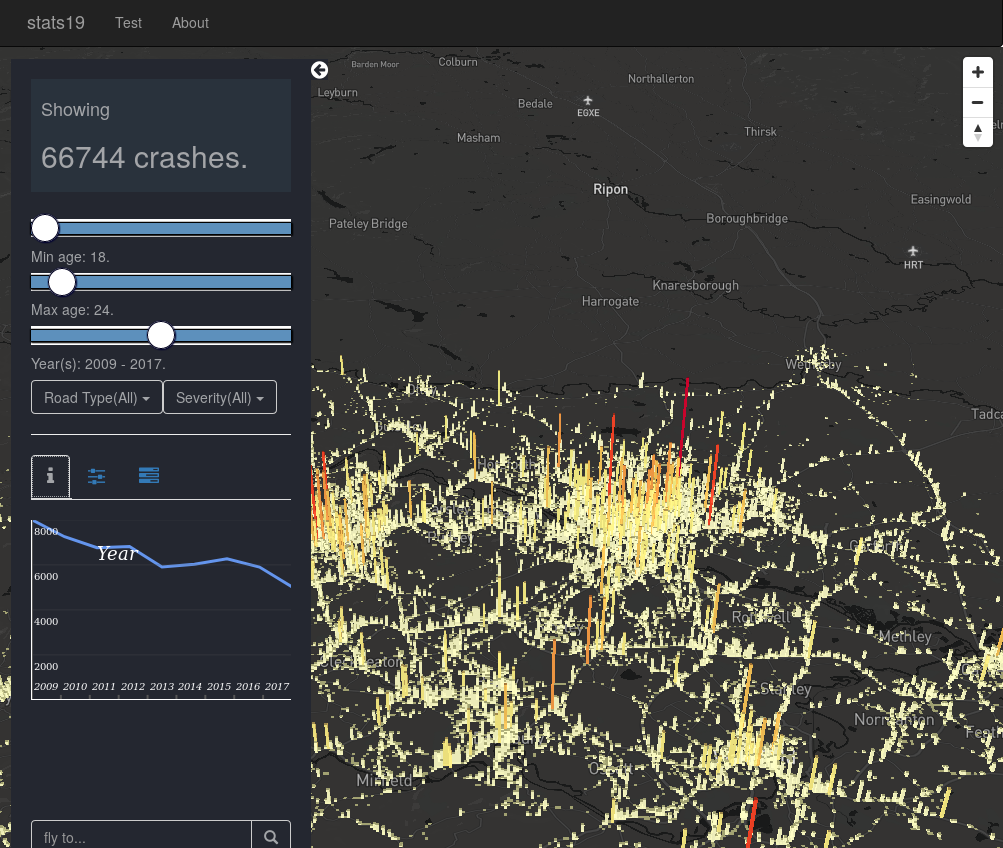 stats19 Test About
Showing
66744 crashes.
Min age: 18.
Max age: 24.
Year(s): 2009 - 2017.
Road Type(All)
Severity(All)
i
8000
Year
6000
4000
2000
2009 2010 2011 2012 2013 2014 2015 2016 2017
fly to...
Barden Moor
Colburn
Leyburn
Northallerton
Bedale
EGXE
Masham
Thirsk
Ripon
Easingwold
Pateley Bridge
Boroughbridge
HRT
Knaresborough
Harrogate
Wetherby
Tadca
Rothwell
Methley
Cleckheaton
Stanley
Normanton
Feath
Mirfield